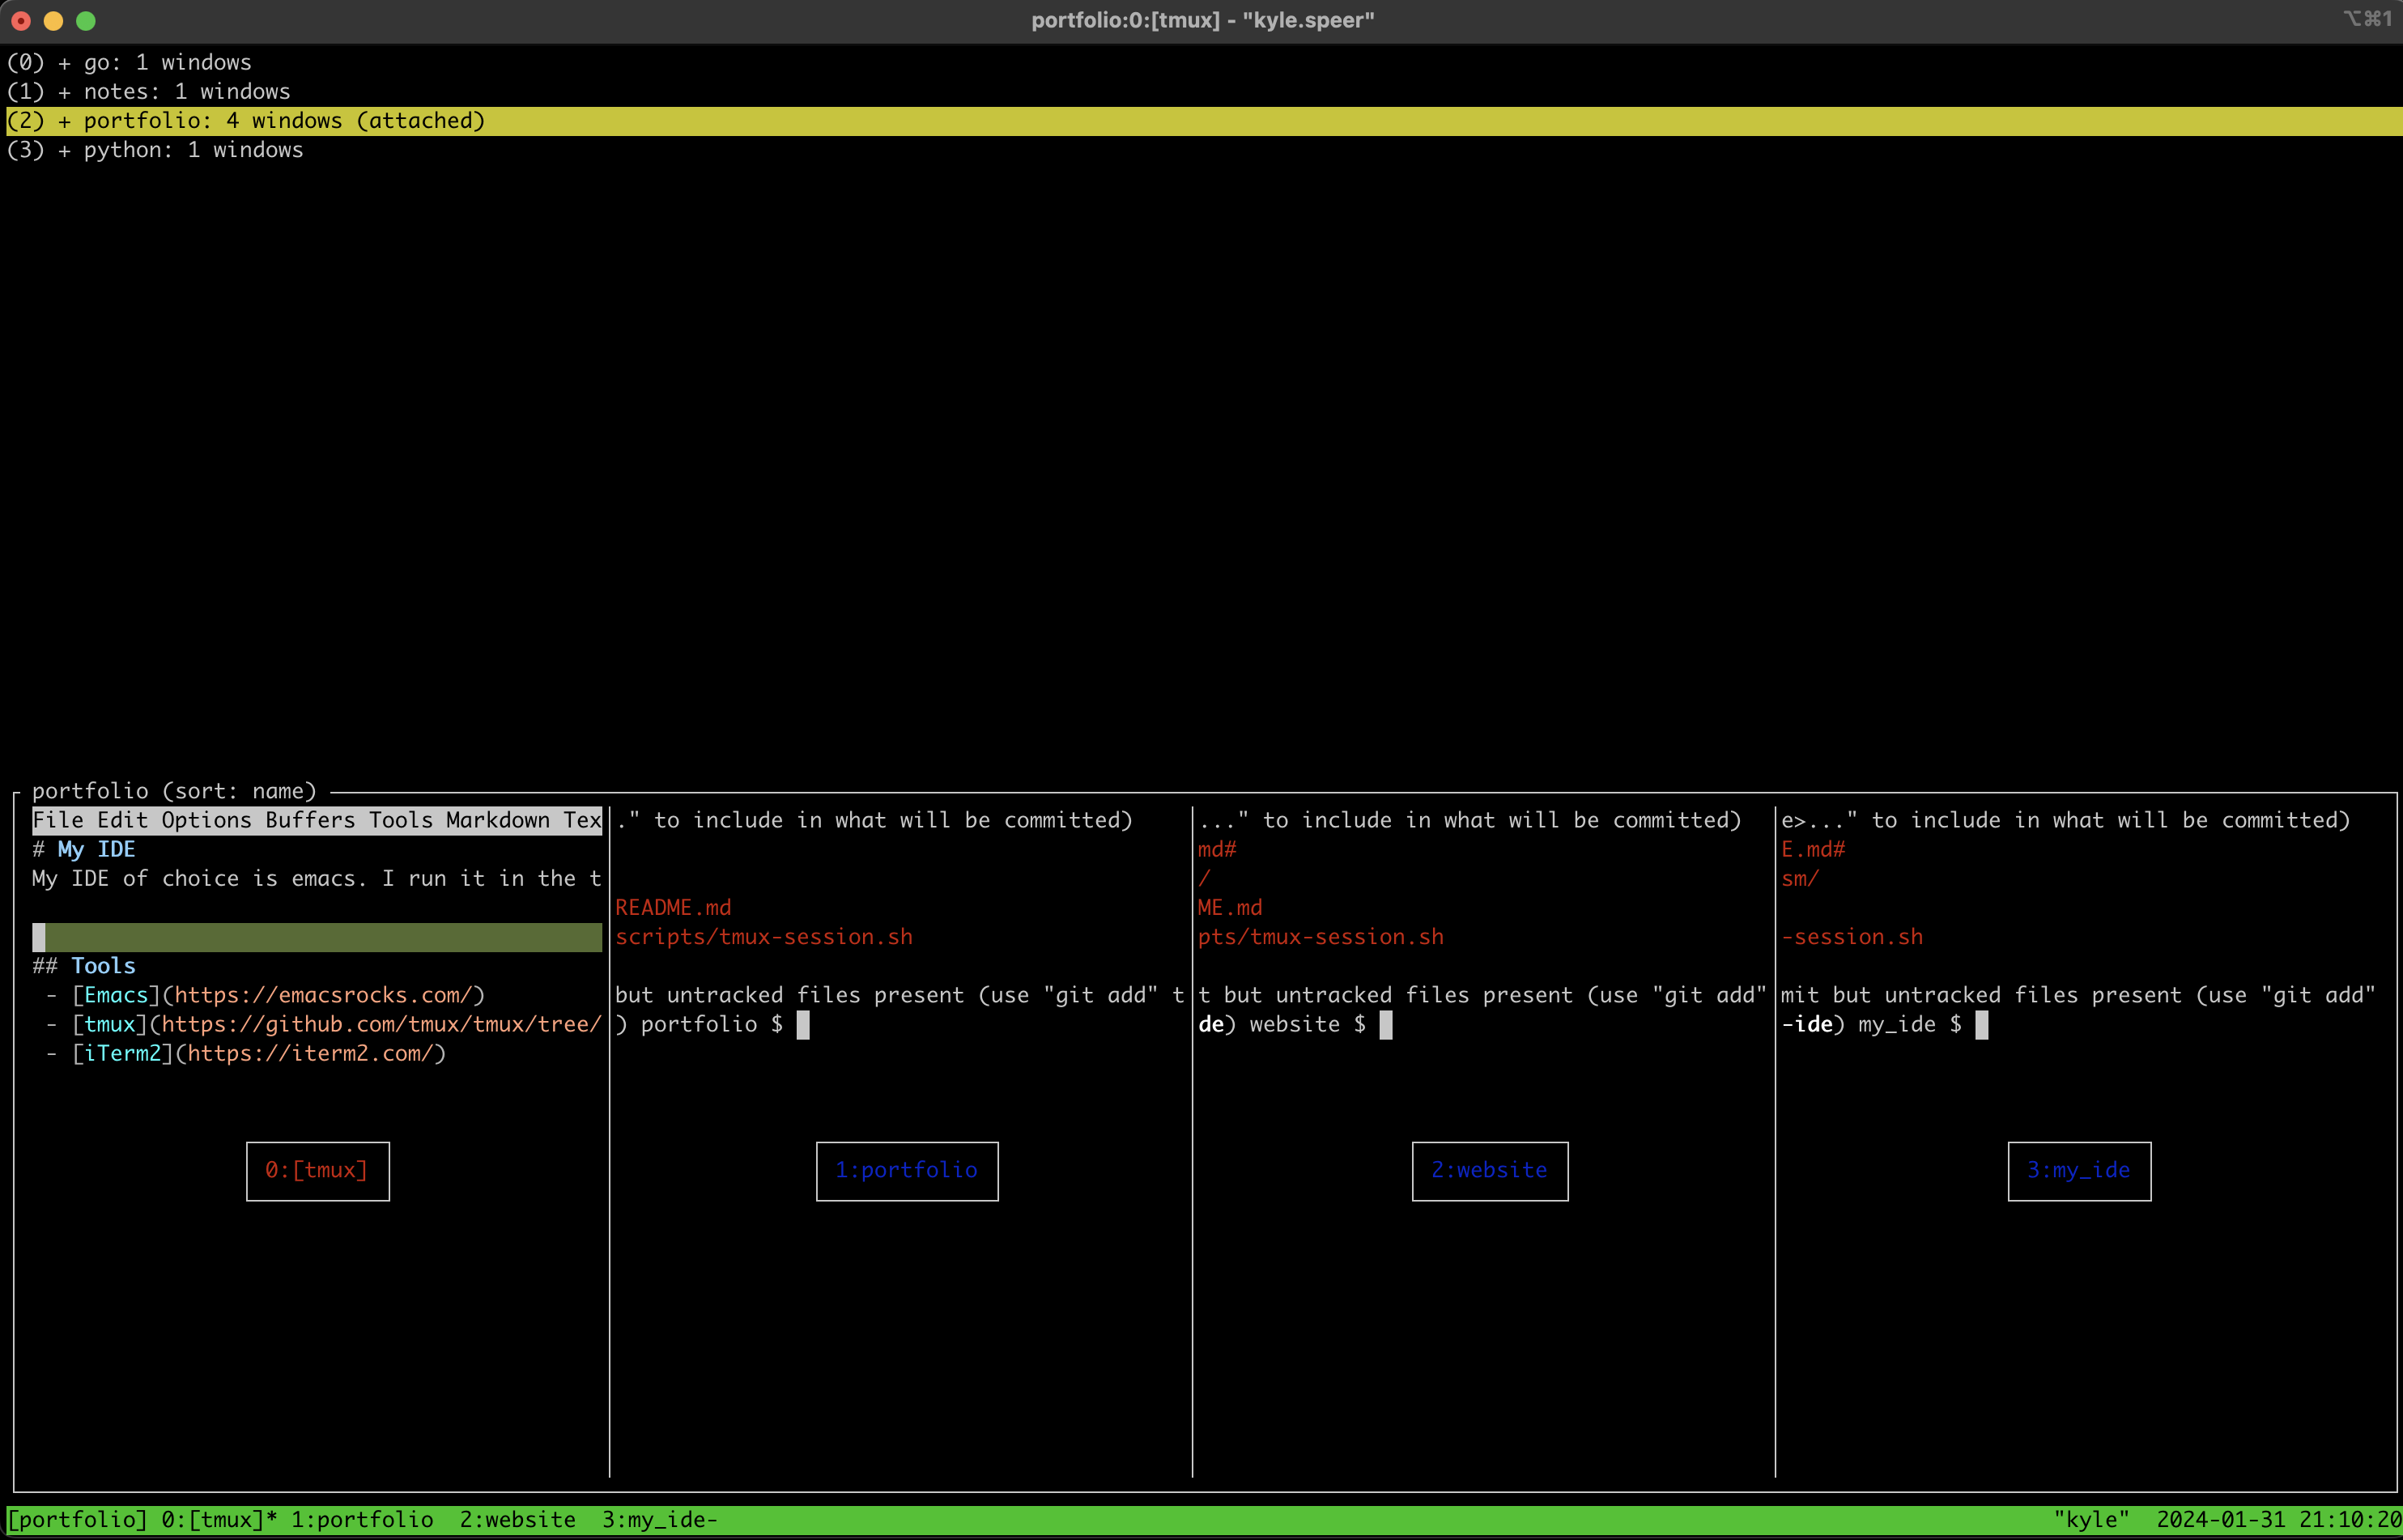 portfolio:0:[tmux] - "kyle.speer"
⌥⌘1
(0) + go: 1 windows
(1) + notes: 1 windows
(2) + portfolio: 4 windows (attached)
(3) + python: 1 windows
portfolio (sort: name)
File Edit Options Buffers Tools Markdown Tex
# My IDE
My IDE of choice is emacs. I run it in the t
## Tools
- [Emacs](https://emacsrocks.com/)
- [tmux](https://github.com/tmux/tmux/tree/
- [iTerm2](https://iterm2.com/)
0:[tmux]
." to include in what will be committed)
README.md
scripts/tmux-session.sh
but untracked files present (use "git add" t
) portfolio $
1:portfolio
..." to include in what will be committed)
md#
/
ME.md
pts/tmux-session.sh
t but untracked files present (use "git add"
de) website $
2:website
e>..." to include in what will be committed)
E.md#
sm/
-session.sh
mit but untracked files present (use "git add"
-ide) my_ide $
3:my_ide
[portfolio] 0:[tmux]* 1:portfolio  2:website  3:my_ide-
"kyle"  2024-01-31 21:10:20